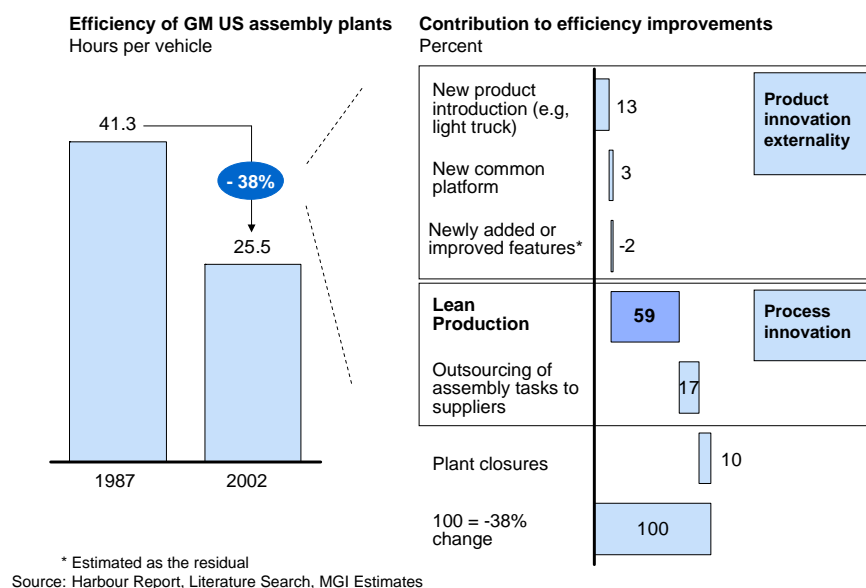 Efficiency of GM US assembly plants
Hours per vehicle
41.3
- 38%
25.5
1987
2002
Contribution to efficiency improvements
Percent
New product
introduction (e.g,
light truck)
13
Product
innovation
externality
New common
platform
3
Newly added or
improved features*
-2
Lean
Production
59
Process
innovation
Outsourcing of
assembly tasks to
suppliers
17
Plant closures
10
100 = -38%
change
100
* Estimated as the residual
Source: Harbour Report, Literature Search, MGI Estimates